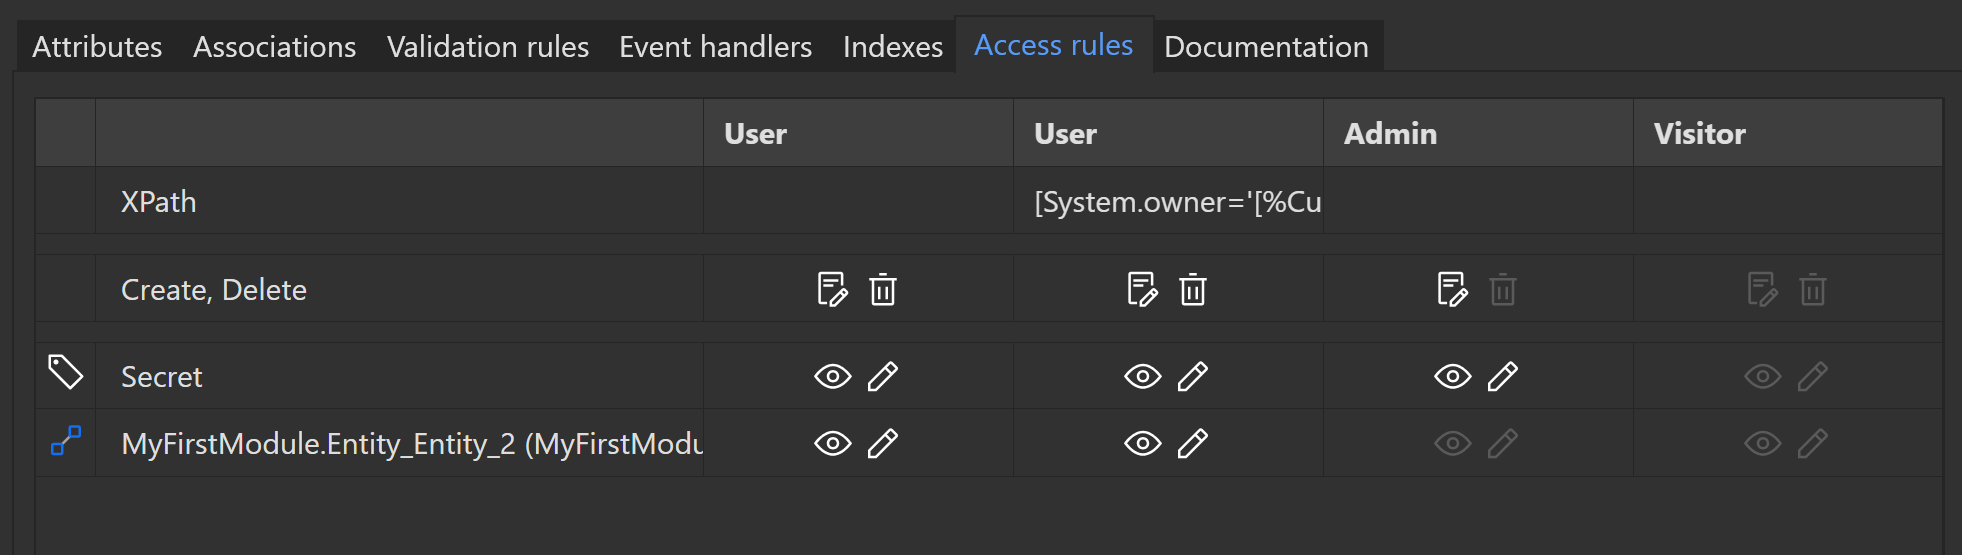 Attributes Associations Validation rules Event handlers Indexes Access rules Documentation
User User Admin Visitor
XPath [System.owner='[%Cu
Create, Delete
Secret
MyFirstModule.Entity_Entity_2 (MyFirstModu